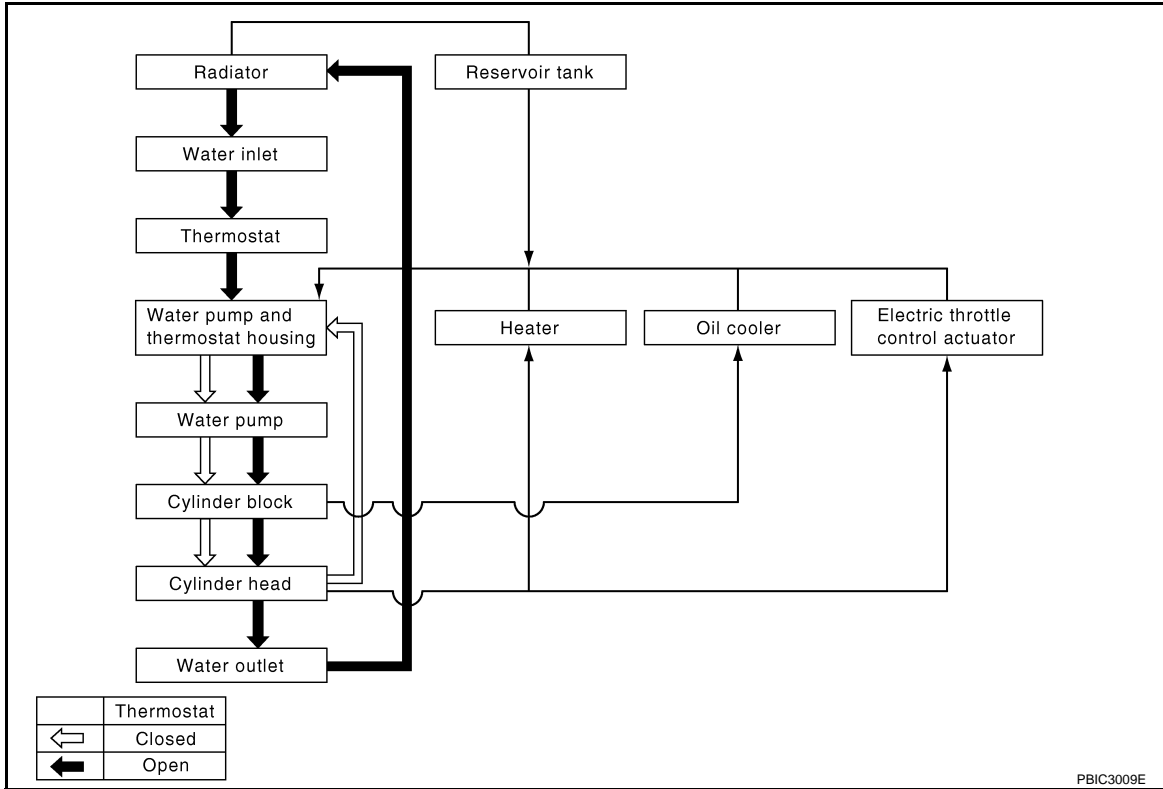 Radiator
Reservoir tank
Water inlet
Thermostat
Water pump and
thermostat housing
Heater
Oil cooler
Electric throttle
control actuator
Water pump
Cylinder block
Cylinder head
Water outlet
Thermostat
Closed
Open
PBIC3009E